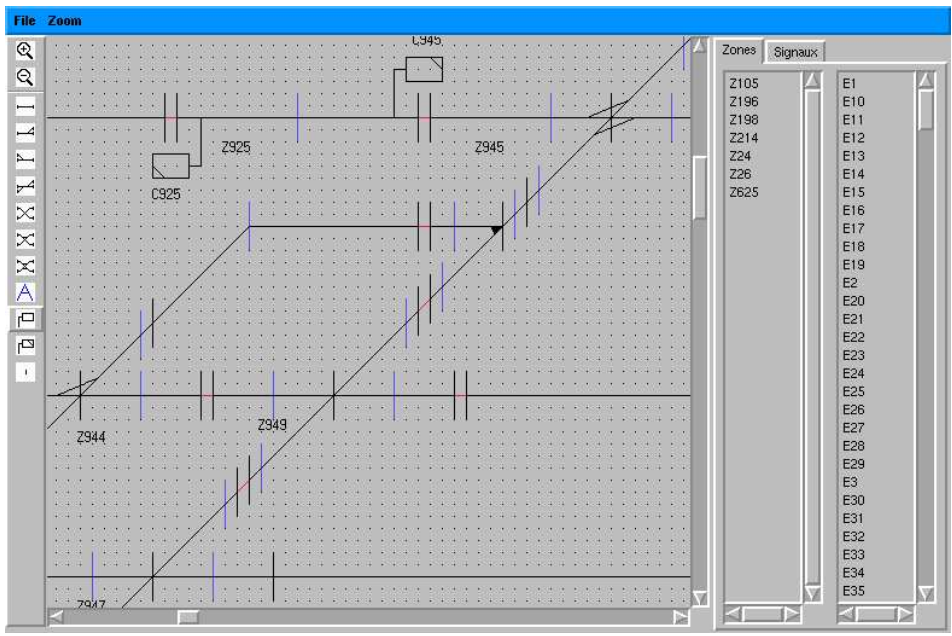 File Zoom
Zones Signaux
C945
Z925
Z945
C925
Z944
Z949
Z947
Z105
Z196
Z198
Z214
Z24
Z26
Z625
E1
E10
E11
E12
E13
E14
E15
E16
E17
E18
E19
E2
E20
E21
E22
E23
E24
E25
E26
E27
E28
E29
E3
E30
E31
E32
E33
E34
E35